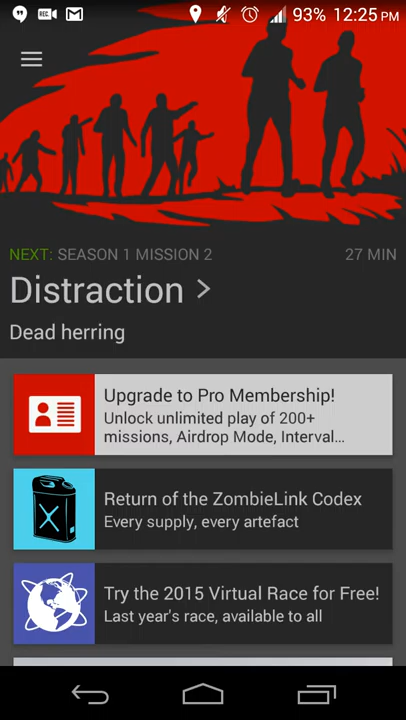 REC 93% 12:25 PM
NEXT: SEASON 1 MISSION 2 27 MIN
Distraction >
Dead herring
Upgrade to Pro Membership!
Unlock unlimited play of 200+
missions, Airdrop Mode, Interval...
Return of the ZombieLink Codex
Every supply, every artefact
Try the 2015 Virtual Race for Free!
Last year's race, available to all